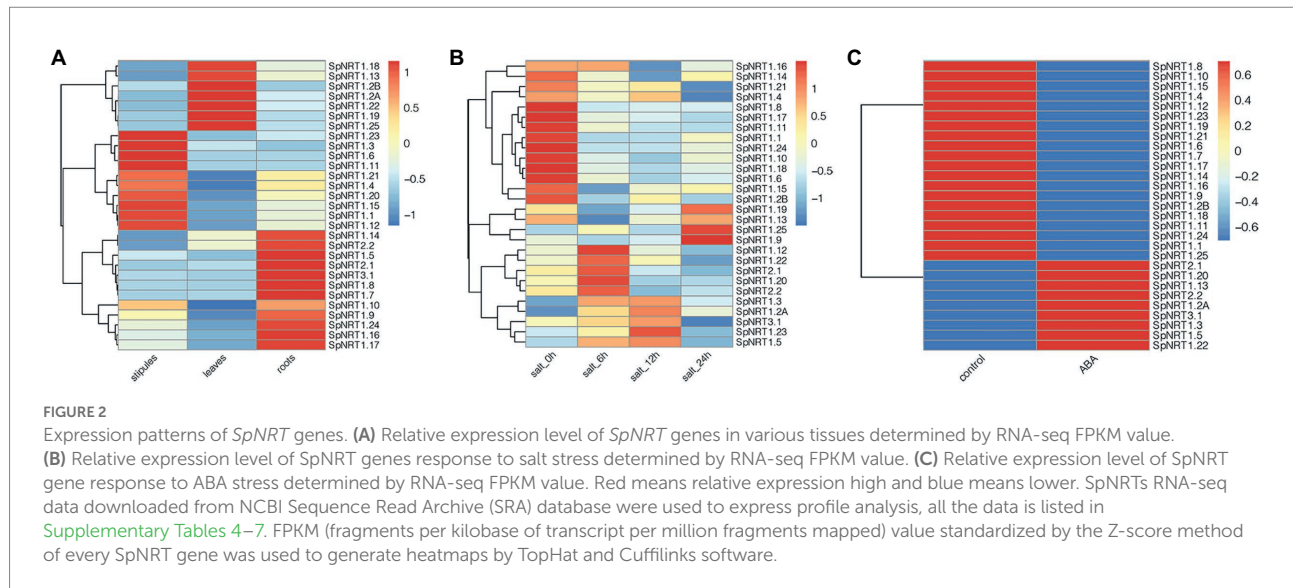 A
SpNRT1.18
SpNRT1.13
SpNRT1.2B
SpNRT1.2A
SpNRT1.22
SpNRT1.19
SpNRT1.25
SpNRT1.23
SpNRT1.3
SpNRT1.6
SpNRT1.11
SpNRT1.21
SpNRT1.4
SpNRT1.20
SpNRT1.15
SpNRT1.1
SpNRT1.12
SpNRT1.14
SpNRT2.2
SpNRT1.5
SpNRT2.1
SpNRT3.1
SpNRT1.8
SpNRT1.7
SpNRT1.10
SpNRT1.9
SpNRT1.24
SpNRT1.16
SpNRT1.17
stipules
leaves
roots
1
0.5
0
-0.5
-1
B
SpNRT1.16
SpNRT1.14
SpNRT1.21
SpNRT1.4
SpNRT1.8
SpNRT1.17
SpNRT1.11
SpNRT1.1
SpNRT1.24
SpNRT1.10
SpNRT1.18
SpNRT1.6
SpNRT1.15
SpNRT1.2B
SpNRT1.19
SpNRT1.13
SpNRT1.25
SpNRT1.9
SpNRT1.12
SpNRT1.22
SpNRT2.1
SpNRT1.20
SpNRT2.2
SpNRT1.3
SpNRT1.2A
SpNRT3.1
SpNRT1.23
SpNRT1.5
salt_0h
salt_6h
salt_12h
salt_24h
1
0.5
0
-0.5
-1
C
SpNRT1.8
SpNRT1.10
SpNRT1.15
SpNRT1.4
SpNRT1.12
SpNRT1.23
SpNRT1.19
SpNRT1.21
SpNRT1.6
SpNRT1.7
SpNRT1.17
SpNRT1.14
SpNRT1.16
SpNRT1.9
SpNRT1.2B
SpNRT1.18
SpNRT1.11
SpNRT1.24
SpNRT1.1
SpNRT1.25
SpNRT2.1
SpNRT1.20
SpNRT1.13
SpNRT2.2
SpNRT1.2A
SpNRT3.1
SpNRT1.3
SpNRT1.5
SpNRT1.22
control
ABA
0.6
0.4
0.2
0
-0.2
-0.4
-0.6
FIGURE 2
Expression patterns of SpNRT genes. (A) Relative expression level of SpNRT genes in various tissues determined by RNA-seq FPKM value.
(B) Relative expression level of SpNRT genes response to salt stress determined by RNA-seq FPKM value. (C) Relative expression level of SpNRT
gene response to ABA stress determined by RNA-seq FPKM value. Red means relative expression high and blue means lower. SpNRTs RNA-seq
data downloaded from NCBI Sequence Read Archive (SRA) database were used to express profile analysis, all the data is listed in
Supplementary Tables 4–7. FPKM (fragments per kilobase of transcript per million fragments mapped) value standardized by the Z-score method
of every SpNRT gene was used to generate heatmaps by TopHat and Cuffilinks software.